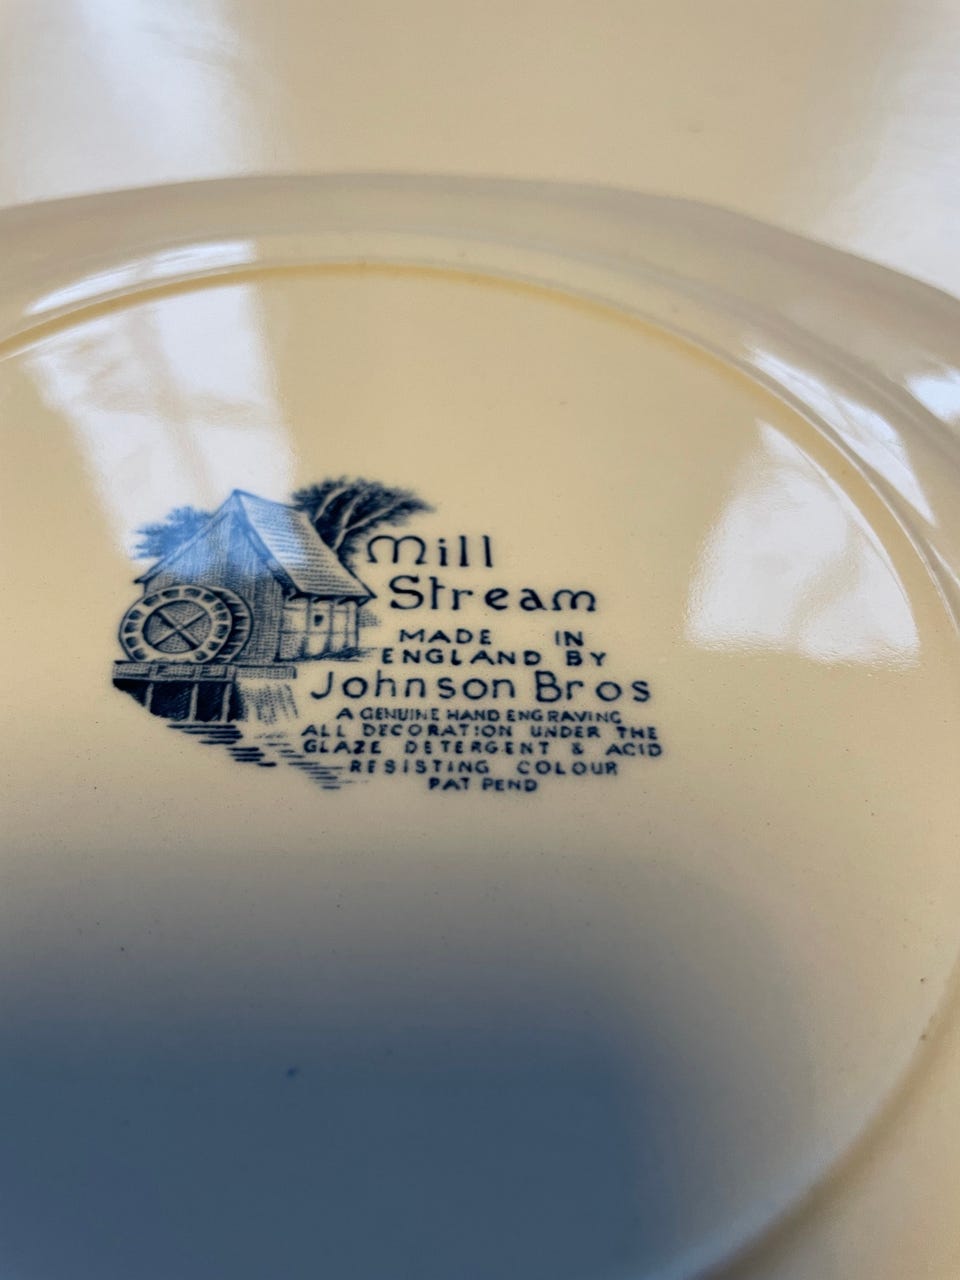 Mill
Stream
MADE IN
ENGLAND BY
Johnson Bros
A GENUINE HAND ENGRAVING
ALL DECORATION UNDER THE
GLAZE DETERGENT & ACID
RESISTING COLOUR
PAT PEND